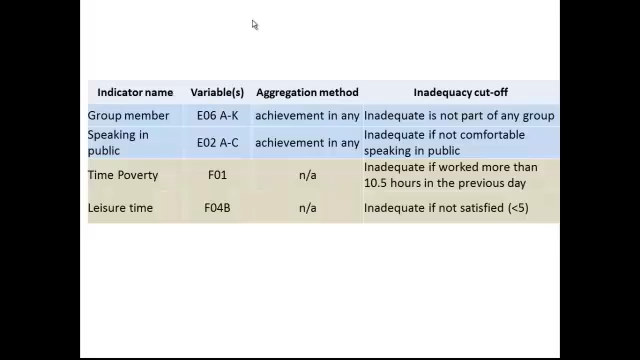 Indicator name Variable(s) Aggregation method Inadequacy cut-off
Group member E06 A-K achievement in any Inadequate is not part of any group
Speaking in public E02 A-C achievement in any Inadequate if not comfortable speaking in public
Time Poverty F01 n/a Inadequate if worked more than 10.5 hours in the previous day
Leisure time F04B n/a Inadequate if not satisfied (<5)